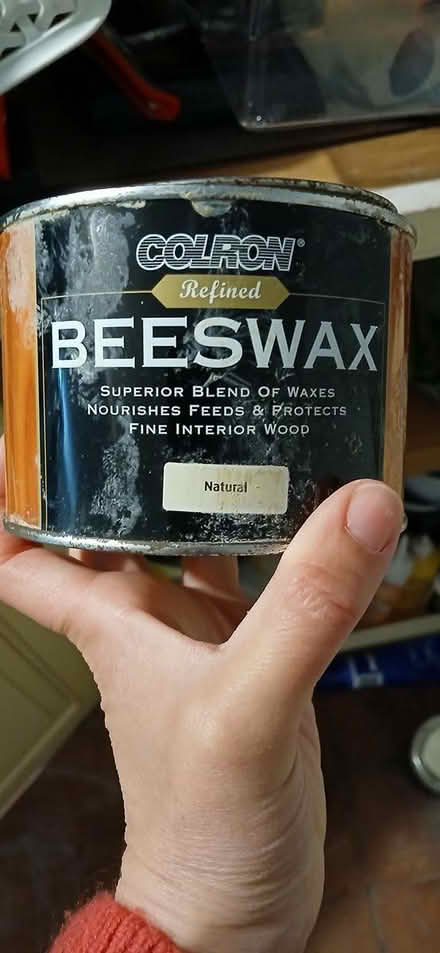 COLRON®
Refined
BEESWAX
SUPERIOR BLEND OF WAXES
NOURISHES FEEDS & PROTECTS
FINE INTERIOR WOOD
Natural